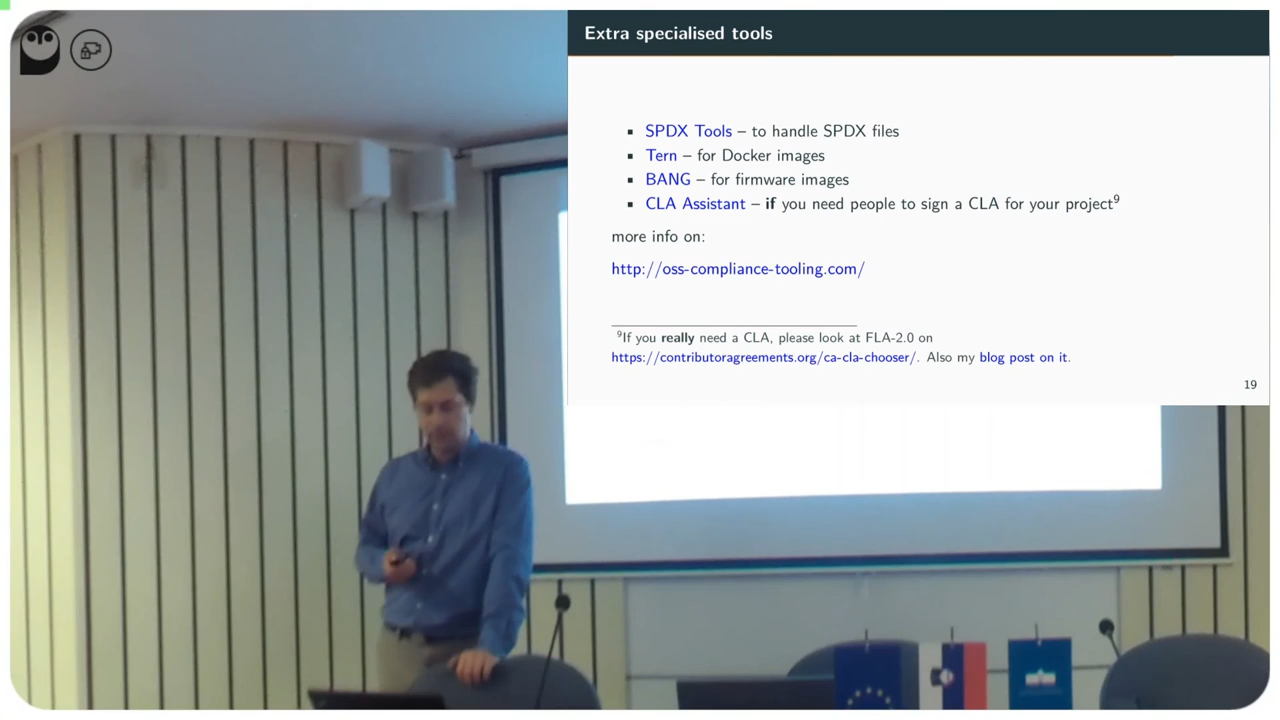 Extra specialised tools
▪ SPDX Tools – to handle SPDX files
▪ Tern – for Docker images
▪ BANG – for firmware images
▪ CLA Assistant – if you need people to sign a CLA for your project⁹
more info on:
http://oss-compliance-tooling.com/
⁹If you really need a CLA, please look at FLA-2.0 on
https://contributoragreements.org/ca-cla-chooser/. Also my blog post on it.
19